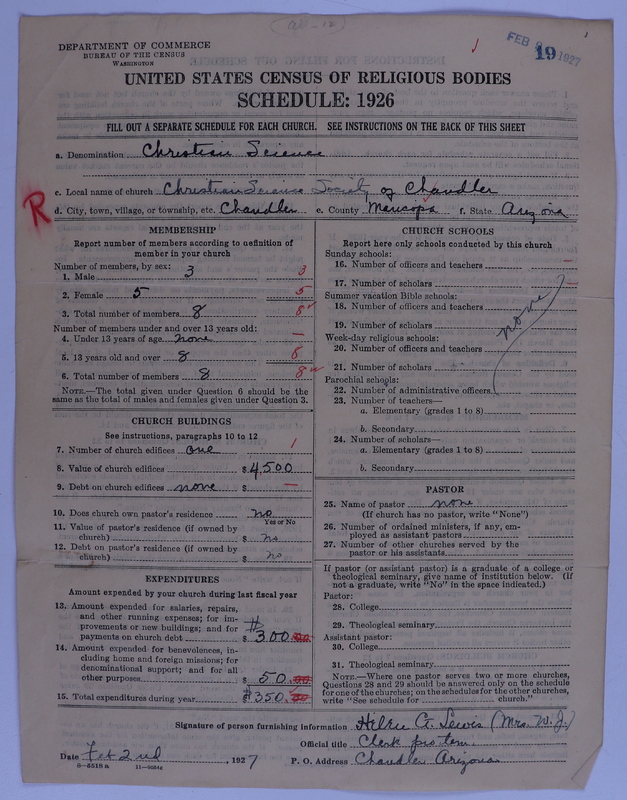 (all-12)
FEB 1927
19
DEPARTMENT OF COMMERCE
BUREAU OF THE CENSUS
WASHINGTON
UNITED STATES CENSUS OF RELIGIOUS BODIES
SCHEDULE: 1926
FILL OUT A SEPARATE SCHEDULE FOR EACH CHURCH. SEE INSTRUCTIONS ON THE BACK OF THIS SHEET
a. Denomination Christian Science
c. Local name of church Christian Science Society of Chandler
R
d. City, town, village, or township, etc. Chandler e. County Maricopa f. State Arizona
MEMBERSHIP
Report number of members according to definition of
member in your church
Number of members, by sex:
1. Male 3 3
2. Female 5 5
3. Total number of members 8 8
Number of members under and over 13 years old:
4. Under 13 years of age none —
5. 13 years old and over 8 8
6. Total number of members 8 8
NOTE.—The total given under Question 6 should be
same as the total of males and females given under Question 3.
CHURCH BUILDINGS
See instructions, paragraphs 10 to 12
7. Number of church edifices one 1
8. Value of church edifices $ 4500
9. Debt on church edifices none $ —
10. Does church own pastor's residence no
Yes or No
11. Value of pastor's residence (if owned by
church) $ no
12. Debt on pastor's residence (if owned by
church) $ no
EXPENDITURES
Amount expended by your church during last fiscal year
13. Amount expended for salaries, repairs,
and other running expenses; for im-
provements or new buildings; and for
payments on church debt $ 300.00
14. Amount expended for benevolences, in-
cluding home and foreign missions; for
denominational support; and for all
other purposes $ 50.00
15. Total expenditures during year $ 350.00
CHURCH SCHOOLS
Report here only schools conducted by this church
Sunday schools:
16. Number of officers and teachers —
17. Number of scholars —
Summer vacation Bible schools:
18. Number of officers and teachers
none
19. Number of scholars
Week-day religious schools:
20. Number of officers and teachers
21. Number of scholars
Parochial schools:
22. Number of administrative officers
23. Number of teachers—
a. Elementary (grades 1 to 8)
b. Secondary
24. Number of scholars—
a. Elementary (grades 1 to 8)
b. Secondary
PASTOR
25. Name of pastor none
(If church has no pastor, write "None")
26. Number of ordained ministers, if any, em-
ployed as assistant pastors
27. Number of other churches served by the
pastor or his assistants
If pastor (or assistant pastor) is a graduate of a college or
theological seminary, give name of institution below. (If
not a graduate, write "No" in the space indicated.)
Pastor:
28. College
29. Theological seminary
Assistant pastor:
30. College
31. Theological seminary
NOTE.—Where one pastor serves two or more churches,
Questions 28 and 29 should be answered only on the schedule
for one of the churches; on the schedules for the other churches,
write "See schedule for church."
Signature of person furnishing information G. Lewis (Mrs. W. J.)
Official title Clerk pro tem.
Date Feb 2nd, 1927 P. O. Address Chandler Arizona
8-5518 a